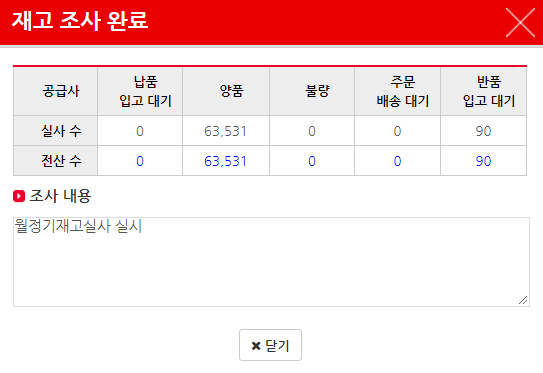 재고 조사 완료
공급사 납품 입고 대기 양품 불량 주문 배송 대기 반품 입고 대기
실사 수 0 63,531 0 0 90
전산 수 0 63,531 0 0 90
조사 내용
월정기재고실사 실시
✖ 닫기